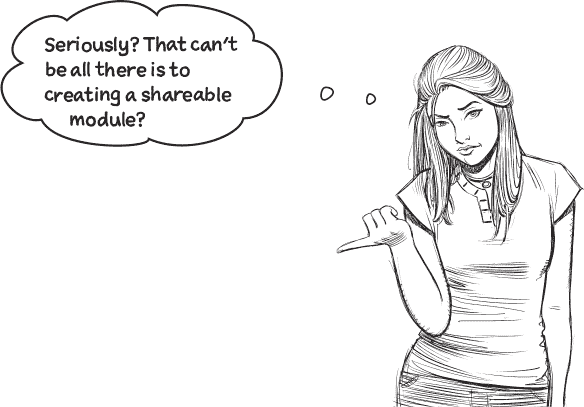 Seriously? That can't
be all there is to
creating a shareable
module?